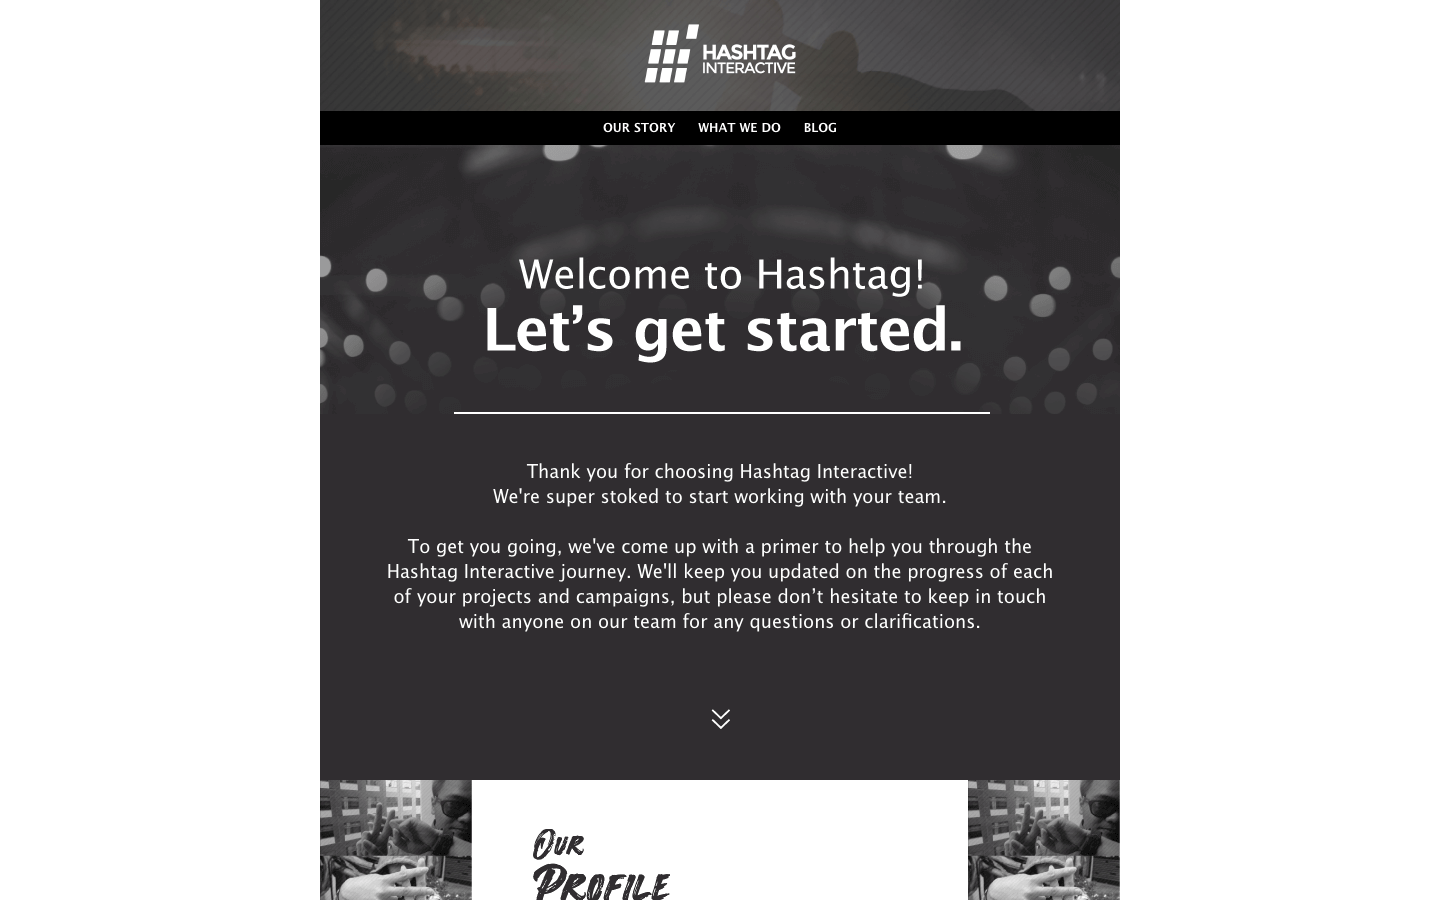 HASHTAG
INTERACTIVE
OUR STORY WHAT WE DO BLOG
Welcome to Hashtag!
Let’s get started.
Thank you for choosing Hashtag Interactive!
We're super stoked to start working with your team.
To get you going, we've come up with a primer to help you through the
Hashtag Interactive journey. We'll keep you updated on the progress of each
of your projects and campaigns, but please don’t hesitate to keep in touch
with anyone on our team for any questions or clarifications.
OUR
PROFILE